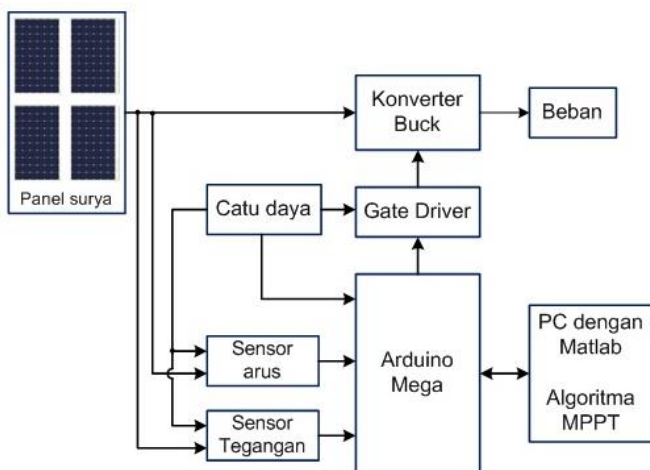 Panel surya
Konverter
Buck
Beban
Catu daya
Gate Driver
Sensor
arus
Sensor
Tegangan
Arduino
Mega
PC dengan
Matlab
Algoritma
MPPT